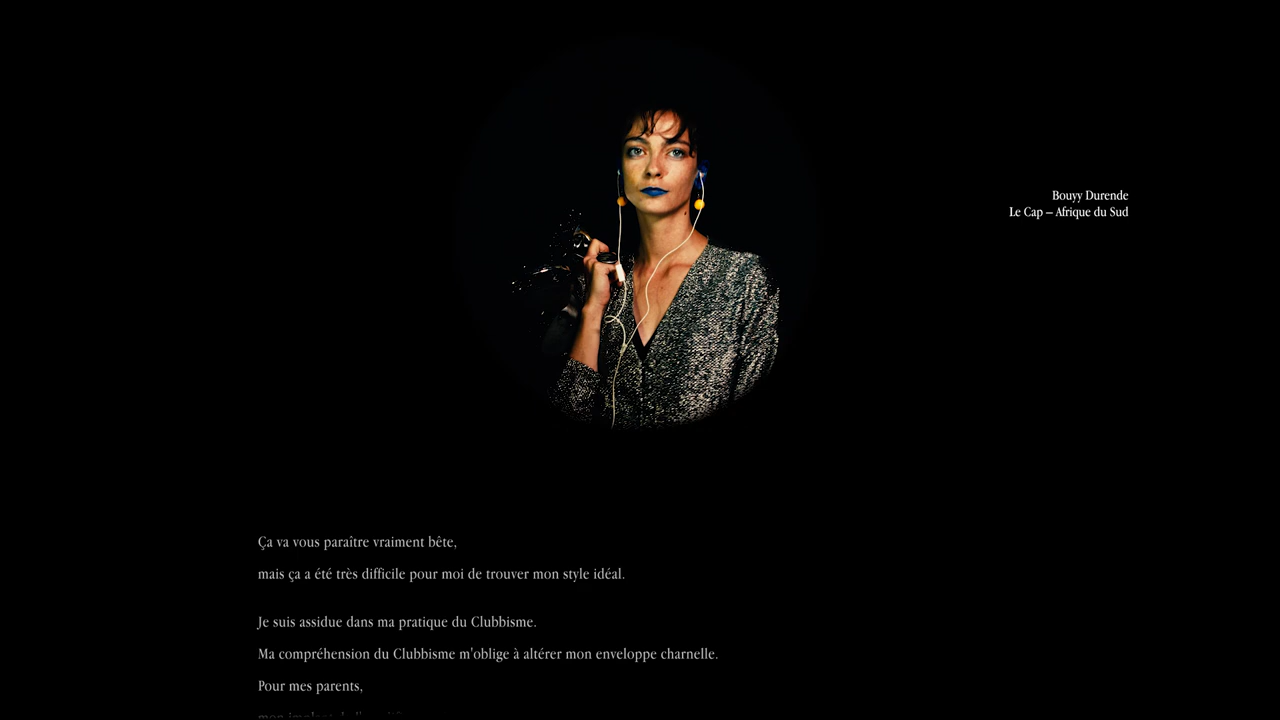 Bouyy Durende
Le Cap – Afrique du Sud
Ça va vous paraître vraiment bête,
mais ça a été très difficile pour moi de trouver mon style idéal.
Je suis assidue dans ma pratique du Clubbisme.
Ma compréhension du Clubbisme m'oblige à altérer mon enveloppe charnelle.
Pour mes parents,